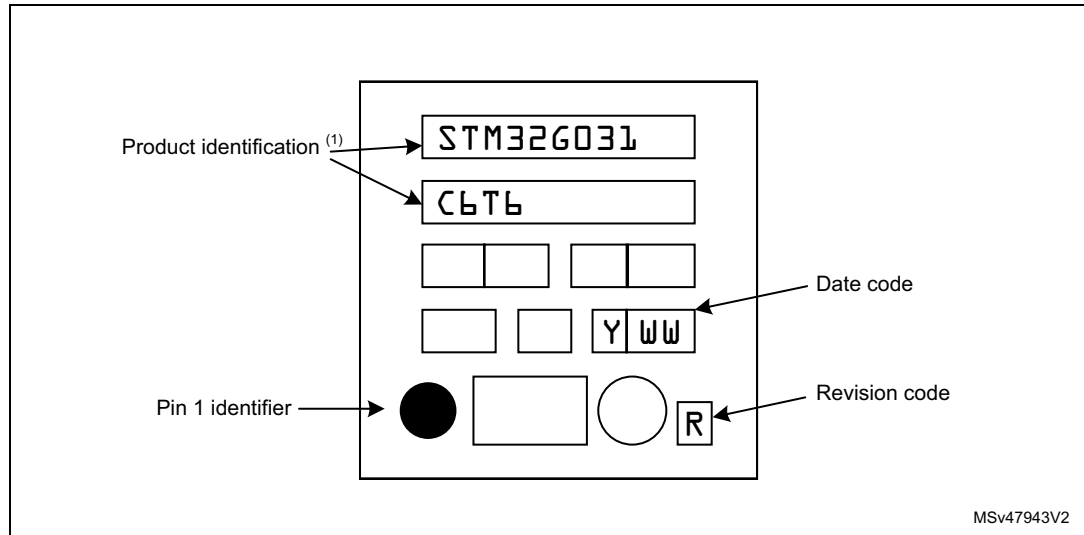 STM32G031
Product identification (1)
C6T6
Date code
Y WW
Pin 1 identifier
Revision code
R
MSv47943V2